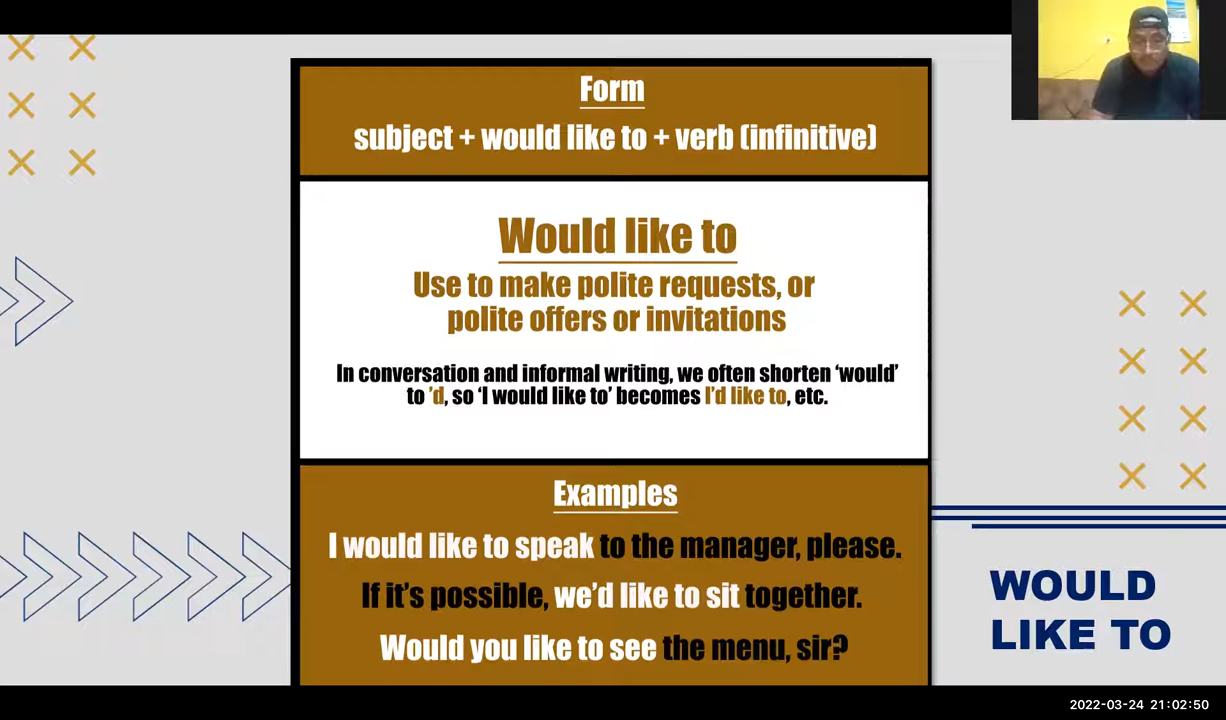 Form
subject + would like to + verb (infinitive)
Would like to
Use to make polite requests, or
polite offers or invitations
In conversation and informal writing, we often shorten ‘would’
to ’d, so ‘I would like to’ becomes I’d like to, etc.
Examples
I would like to speak to the manager, please.
If it’s possible, we’d like to sit together.
Would you like to see the menu, sir?
WOULD
LIKE TO
2022-03-24 21:02:50